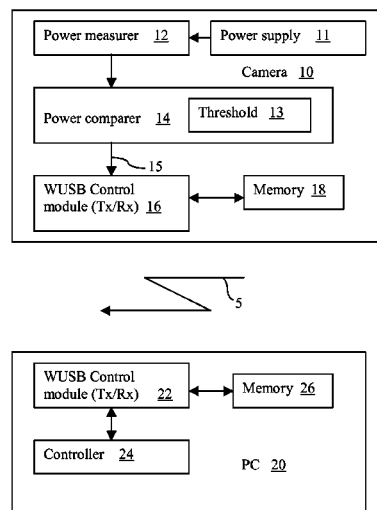 Power measurer 12
Power supply 11
Camera 10
Power comparer 14
Threshold 13
15
WUSB Control
module (Tx/Rx) 16
Memory 18
5
WUSB Control
module (Tx/Rx) 22
Memory 26
Controller 24
PC 20